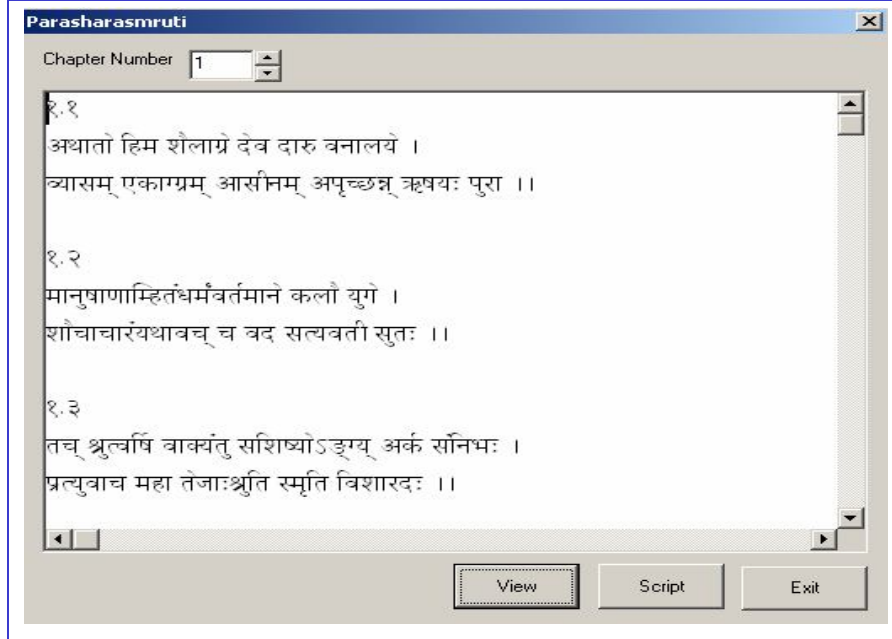 Parasharasmruti
Chapter Number 1
१.१
अथातो हिम शैलाग्रे देव दारु वनालये ।
व्यासम् एकाग्ग्रम् आसीनम् अपृच्छन्न् ऋषयः पुरा ।।
१.२
मानुषाणाम्हितंधर्मंवर्तमाने कलौ युगे ।
शौचाचारंयथावच् च वद सत्यवती सुतः ।।
१.३
तच् श्रुत्वर्षि वाक्यंतु सशिष्योऽङ्ग्य् अर्क संनिभः ।
प्रत्युवाच महा तेजाःश्रुति स्मृति विशारदः ।।
View Script Exit